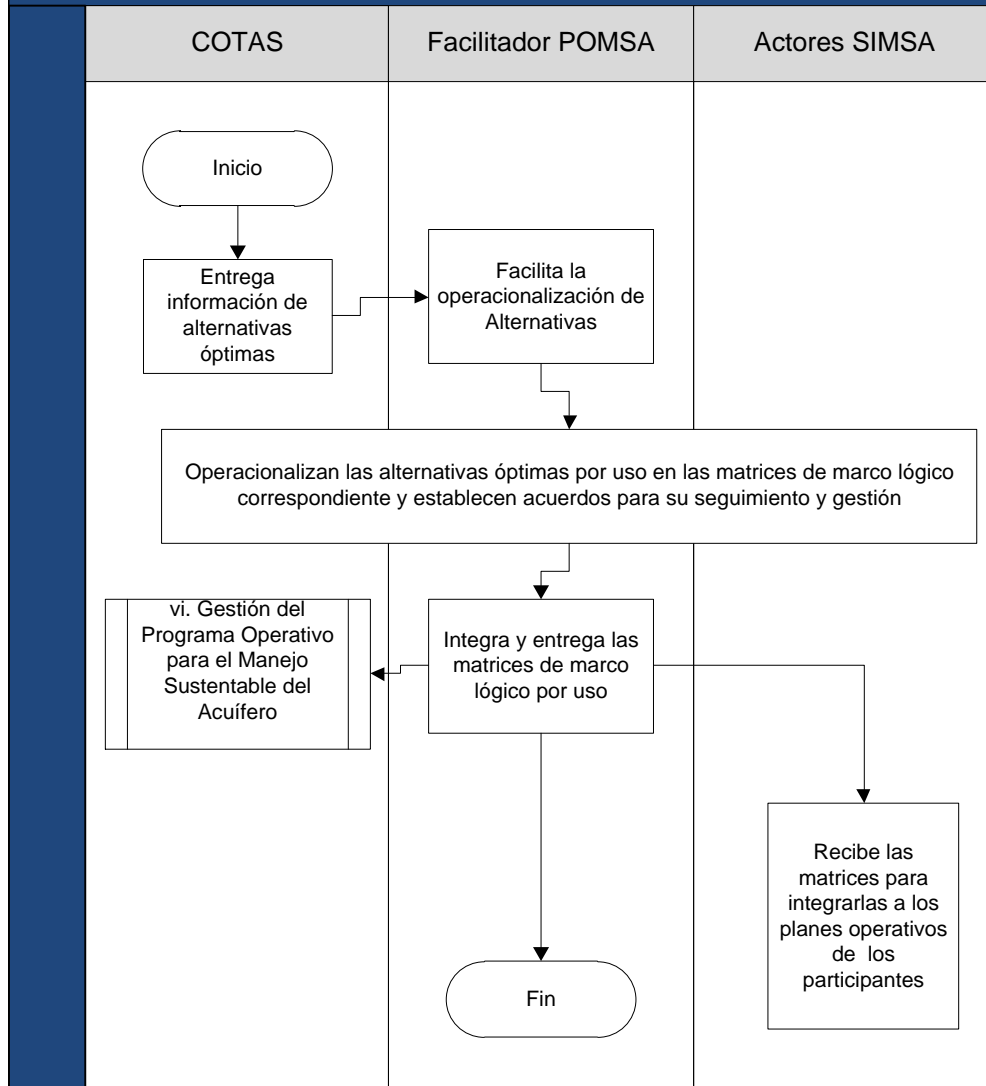 COTAS
Facilitador POMSA
Actores SIMSA
Inicio
Entrega
información de
alternativas
óptimas
Facilita la
operacionalización de
Alternativas
Operacionalizan las alternativas óptimas por uso en las matrices de marco lógico
correspondiente y establecen acuerdos para su seguimiento y gestión
vi. Gestión del
Programa Operativo
para el Manejo
Sustentable del
Acuífero
Integra y entrega las
matrices de marco
lógico por uso
Recibe las
matrices para
integrarlas a los
planes operativos
de los
participantes
Fin